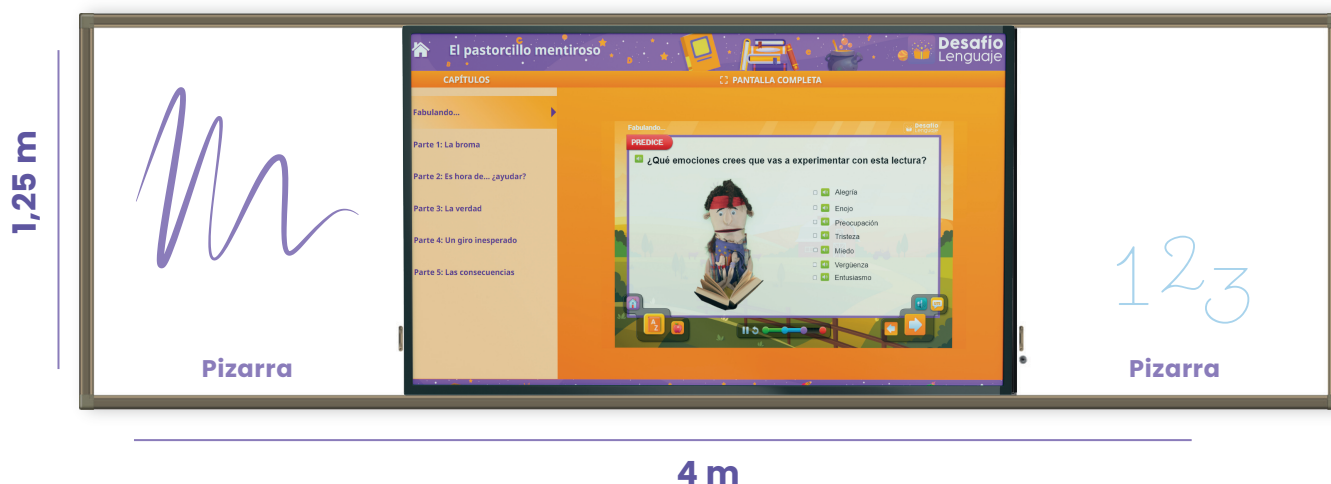 1,25 m
El pastorcillo mentiroso
Desafío
Lenguaje
CAPÍTULOS
PANTALLA COMPLETA
Fabulando...
Parte 1: La broma
Parte 2: Es hora de... ¿ayudar?
Parte 3: La verdad
Parte 4: Un giro inesperado
Parte 5: Las consecuencias
Fabulando...
Desafío
Lenguaje
PREDICE
¿Qué emociones crees que vas a experimentar con esta lectura?
Alegría
Enojo
Preocupación
Tristeza
Miedo
Vergüenza
Entusiasmo
Pizarra
123
Pizarra
4 m